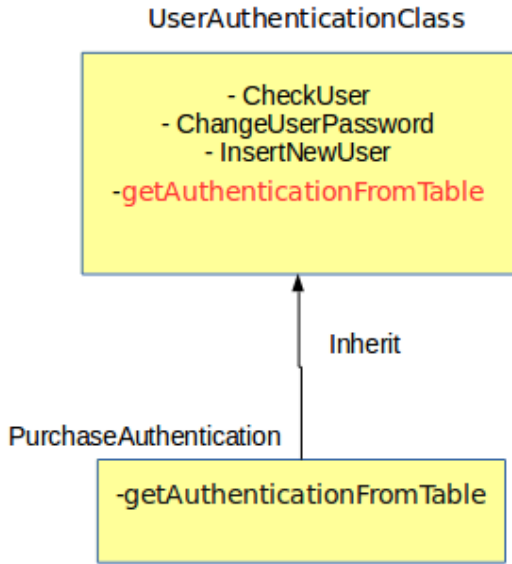 UserAuthenticationClass
- CheckUser
- ChangeUserPassword
- InsertNewUser
-getAuthenticationFromTable
Inherit
PurchaseAuthentication
-getAuthenticationFromTable